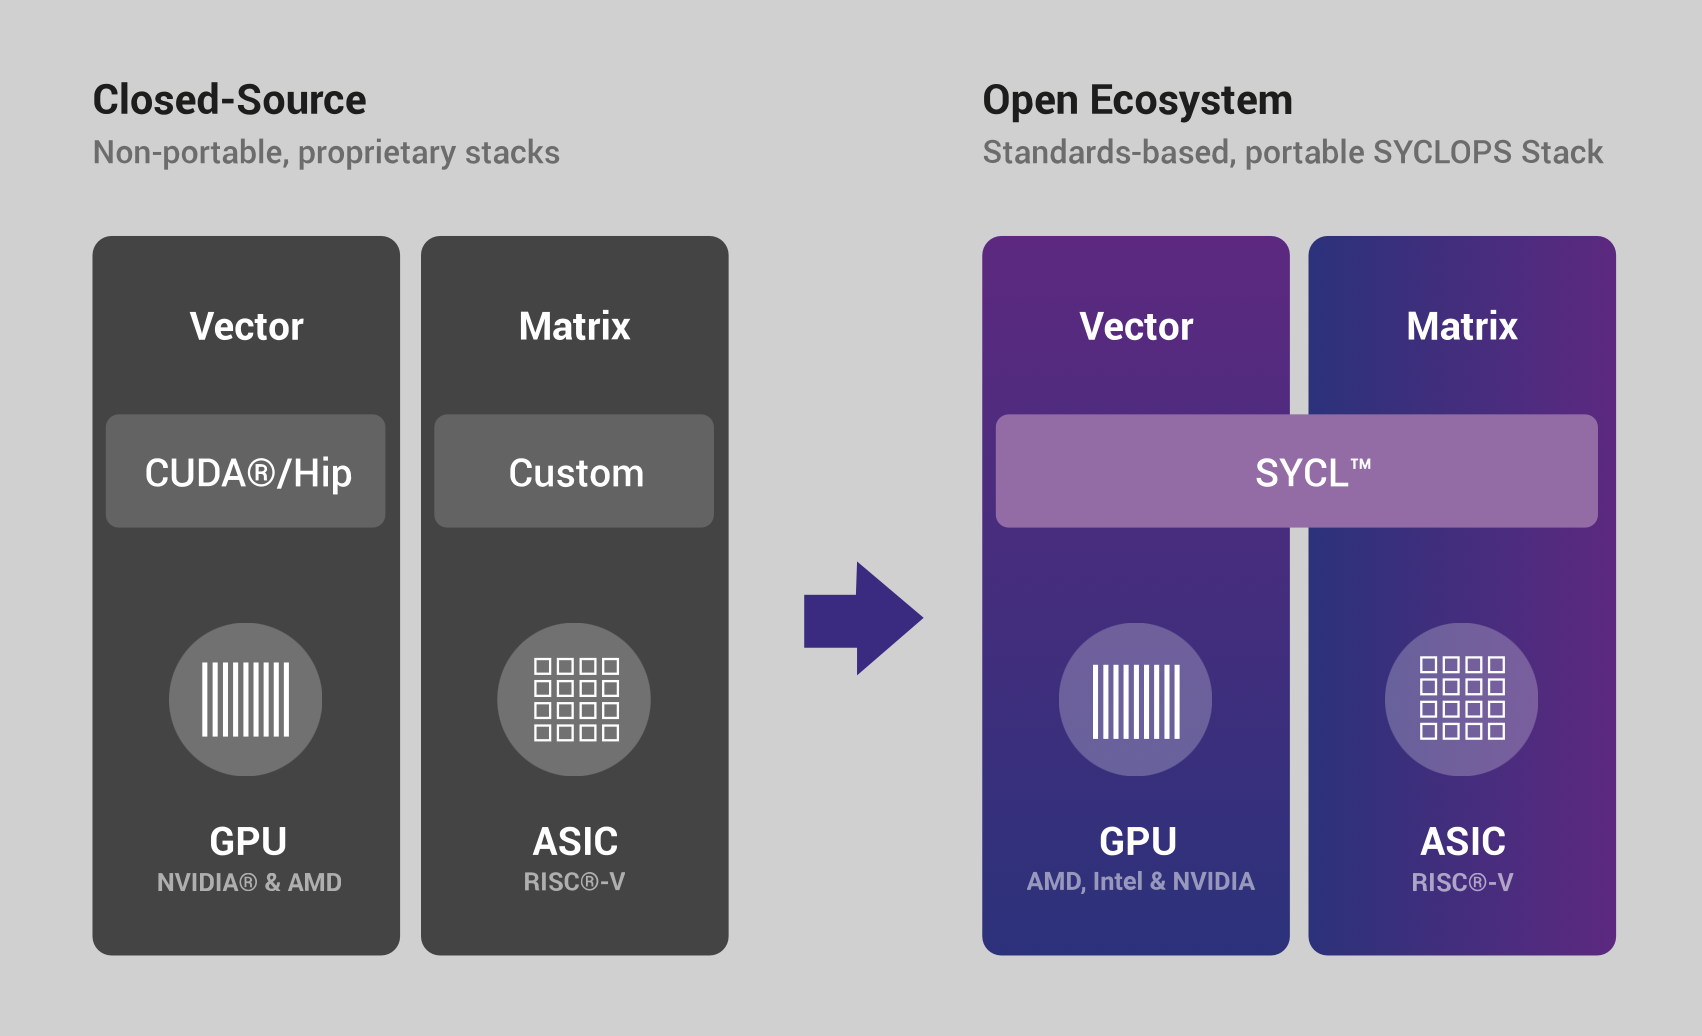 Closed-Source
Non-portable, proprietary stacks
Vector
Matrix
CUDA®/Hip
Custom
GPU
NVIDIA® & AMD
ASIC
RISC®-V
Open Ecosystem
Standards-based, portable SYCLOPS Stack
Vector
Matrix
SYCL™
GPU
AMD, Intel & NVIDIA
ASIC
RISC®-V